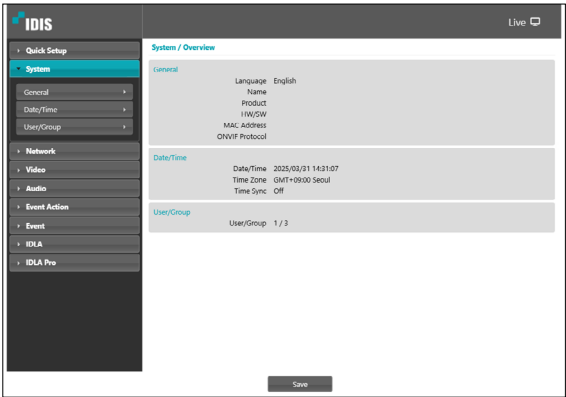 IDIS
Live
Quick Setup
System
General
Date/Time
User/Group
Network
Video
Audio
Event Action
Event
IDLA
IDLA Pro
System / Overview
General
Language English
Name
Product
HW/SW
MAC Address
ONVIF Protocol
Date/Time
Date/Time 2025/03/31 14:31:07
Time Zone GMT+09:00 Seoul
Time Sync Off
User/Group
User/Group 1 / 3
Save